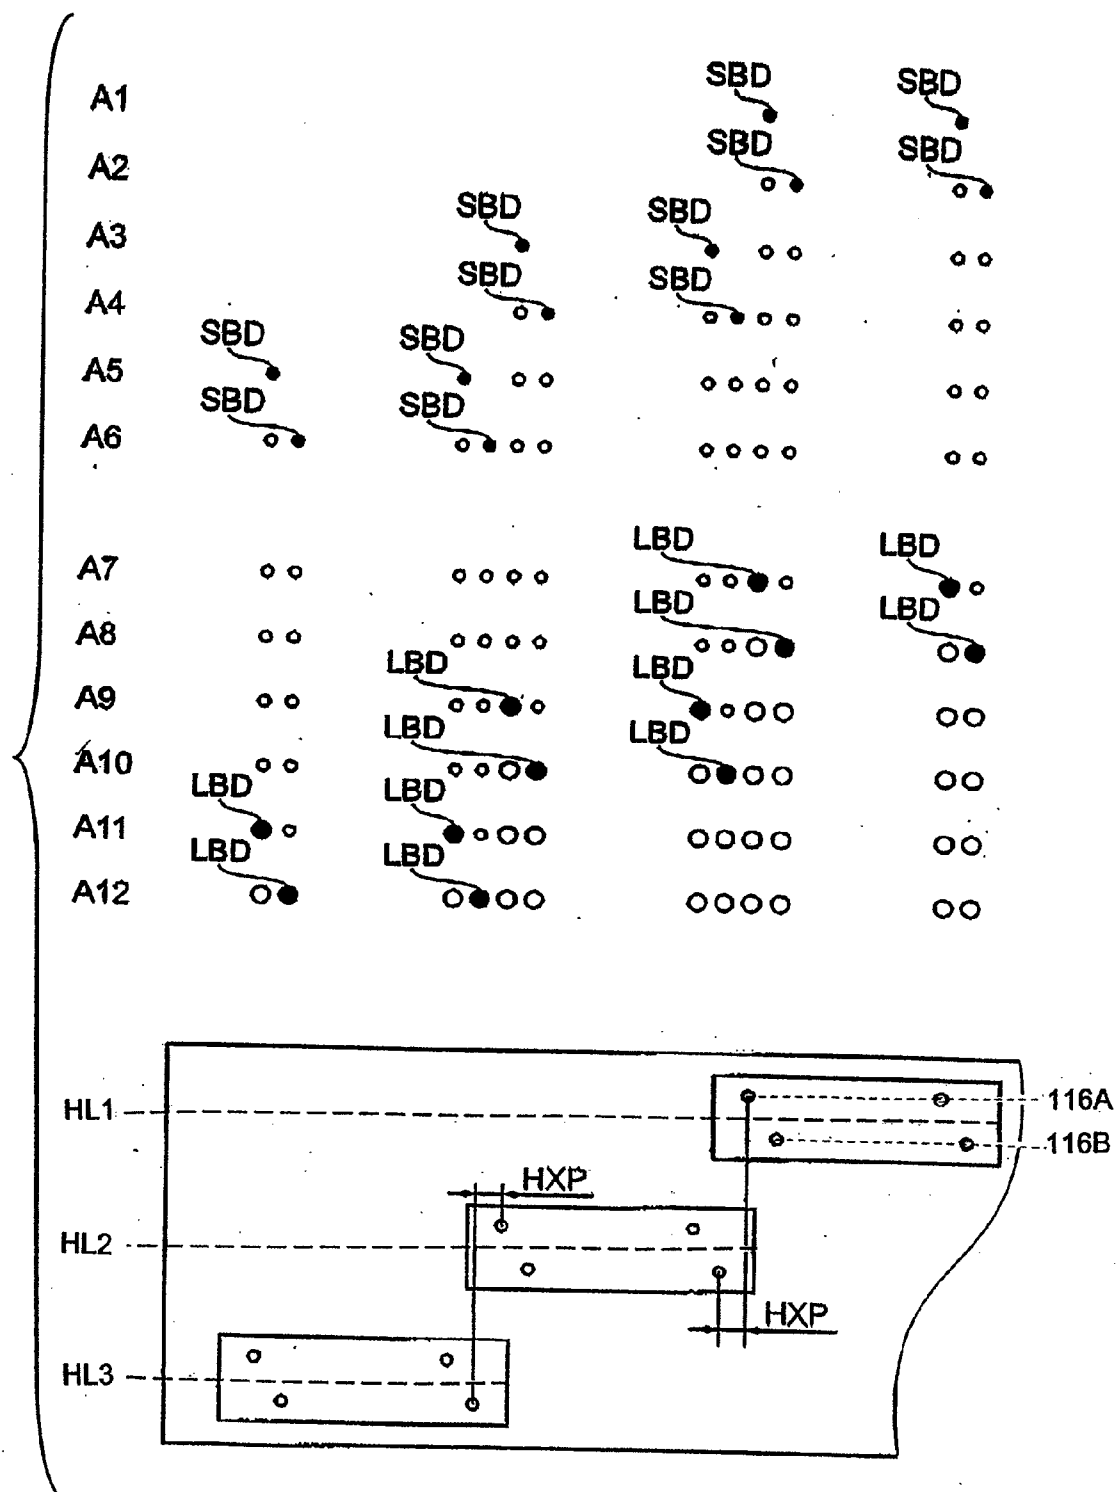 A1 SBD SBD
A2 SBD SBD
A3 SBD SBD
A4 SBD SBD
A5 SBD SBD
A6 SBD SBD
A7 LBD LBD
A8 LBD LBD
A9 LBD LBD
A10 LBD LBD
A11 LBD LBD
A12 LBD LBD
HL1 116A
116B
HXP
HL2
HXP
HL3